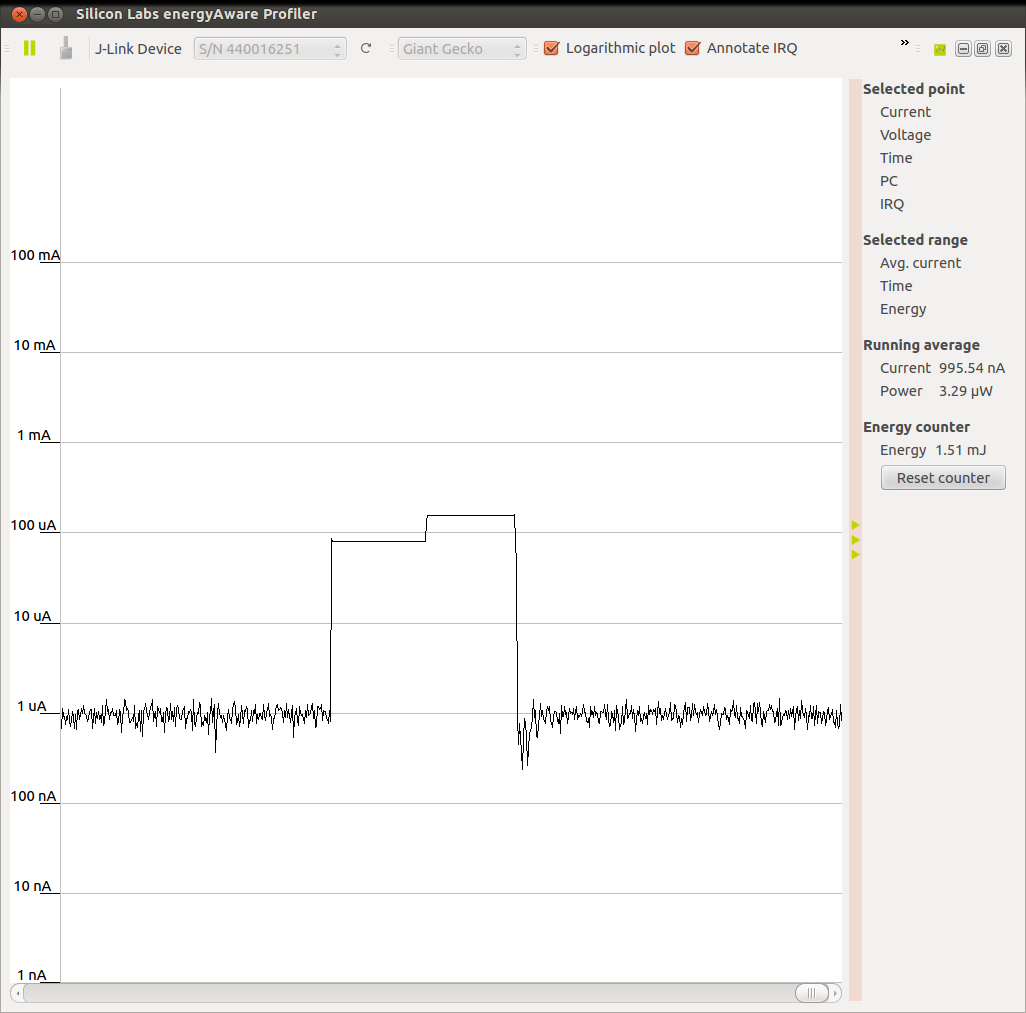 Silicon Labs energyAware Profiler
J-Link Device S/N 440016251 Giant Gecko Logarithmic plot Annotate IRQ »
100 mA
10 mA
1 mA
100 uA
10 uA
1 uA
100 nA
10 nA
1 nA
Selected point
Current
Voltage
Time
PC
IRQ
Selected range
Avg. current
Time
Energy
Running average
Current 995.54 nA
Power 3.29 µW
Energy counter
Energy 1.51 mJ
Reset counter